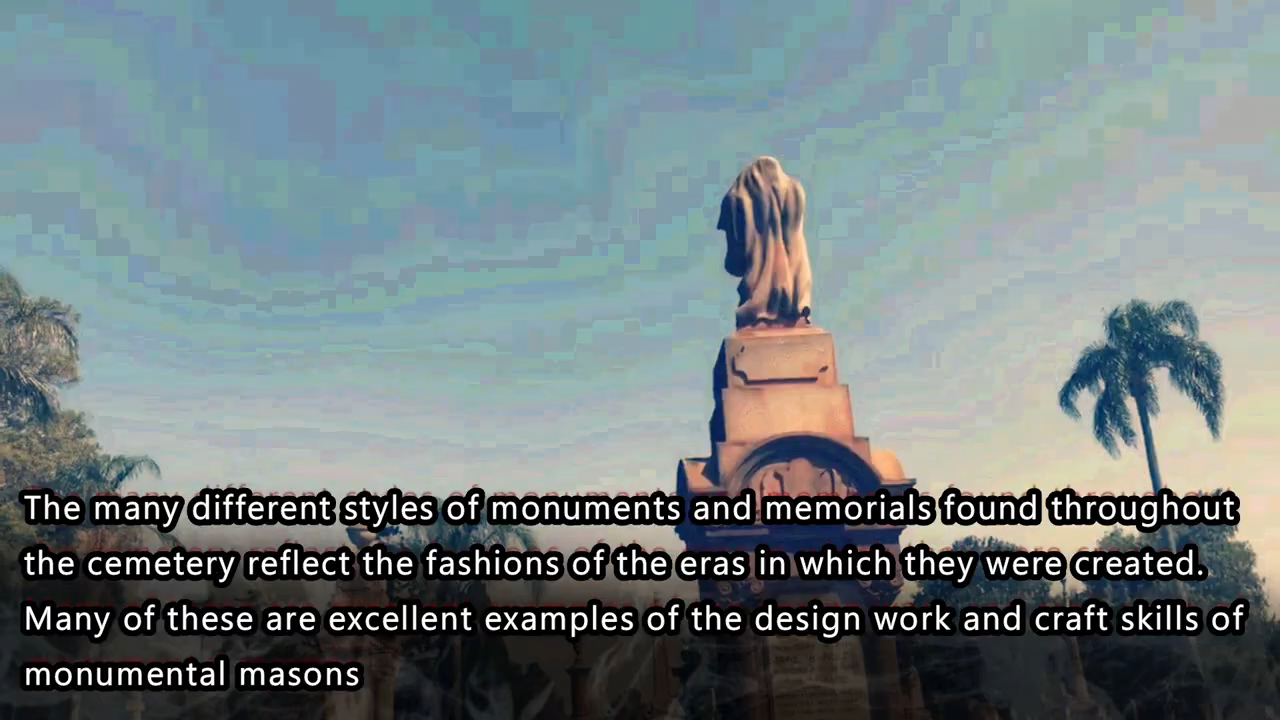 The many different styles of monuments and memorials found throughout
the cemetery reflect the fashions of the eras in which they were created.
Many of these are excellent examples of the design work and craft skills of
monumental masons